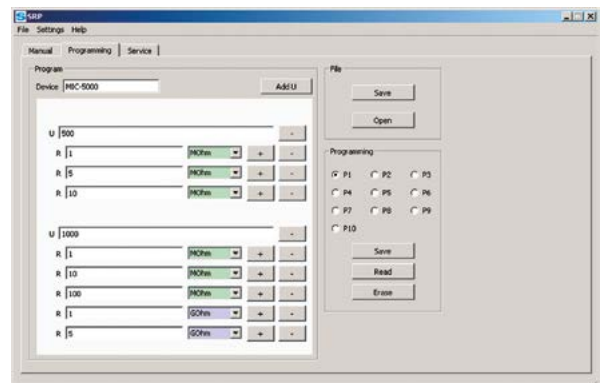 SRP
File Settings Help
Manual Programming Service
Program
Device MIC-5000 Add U
U 500 -
R 1 MOhm + -
R 5 MOhm + -
R 10 MOhm + -
U 1000 -
R 1 MOhm + -
R 10 MOhm + -
R 100 MOhm + -
R 1 GOhm + -
R 5 GOhm + -
File
Save
Open
Programming
P1 P2 P3
P4 P5 P6
P7 P8 P9
P10
Save
Read
Erase